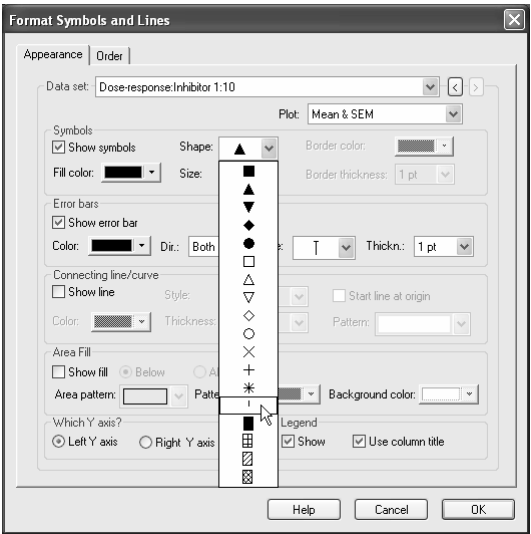 Format Symbols and Lines
Appearance Order
Data set: Dose-response:Inhibitor 1:10 < >
Plot: Mean & SEM
Symbols
Show symbols Shape: Border color:
Fill color: Size: Border thickness: 1 pt
Error bars
Show error bar
Color: Dir.: Both Thickn.: 1 pt
Connecting line/curve
Show line Style: Start line at origin
Color: Thickness: Pattern:
Area Fill
Show fill Below
Area pattern: Background color:
Which Y axis? Legend
Left Y axis Right Y axis Show Use column title
Help Cancel OK